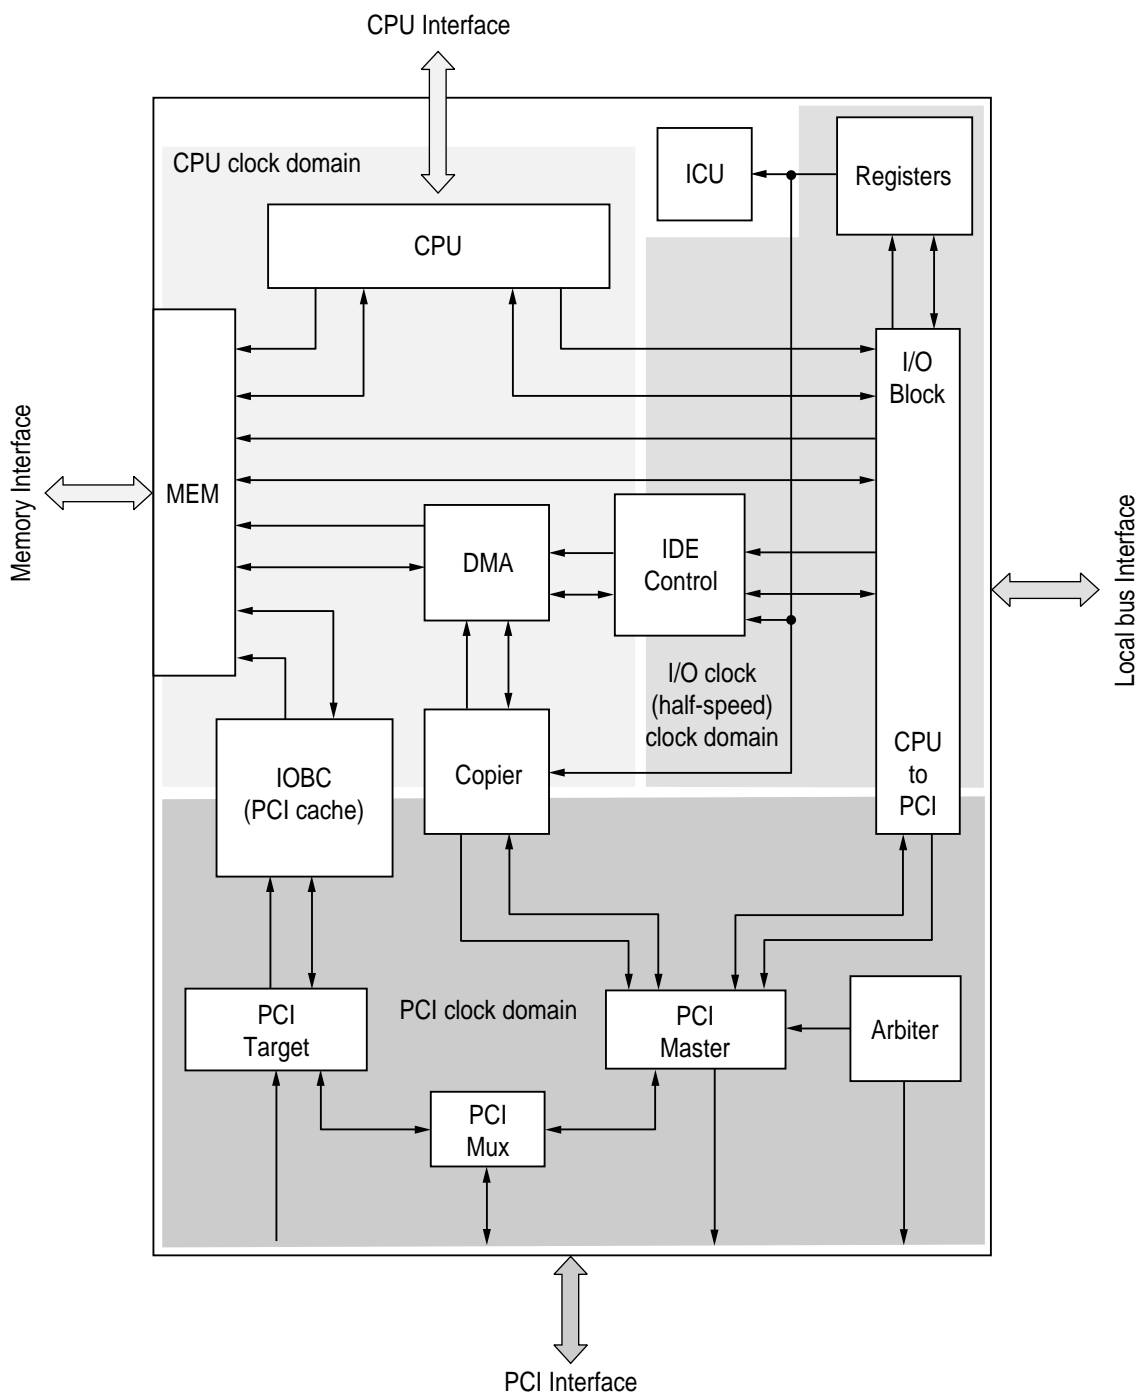 CPU Interface
CPU clock domain
ICU
Registers
CPU
I/O
Block
Memory Interface
MEM
DMA
IDE
Control
Local bus Interface
I/O clock
(half-speed)
clock domain
CPU
to
PCI
IOBC
(PCI cache)
Copier
PCI
Target
PCI clock domain
PCI
Master
Arbiter
PCI
Mux
PCI Interface